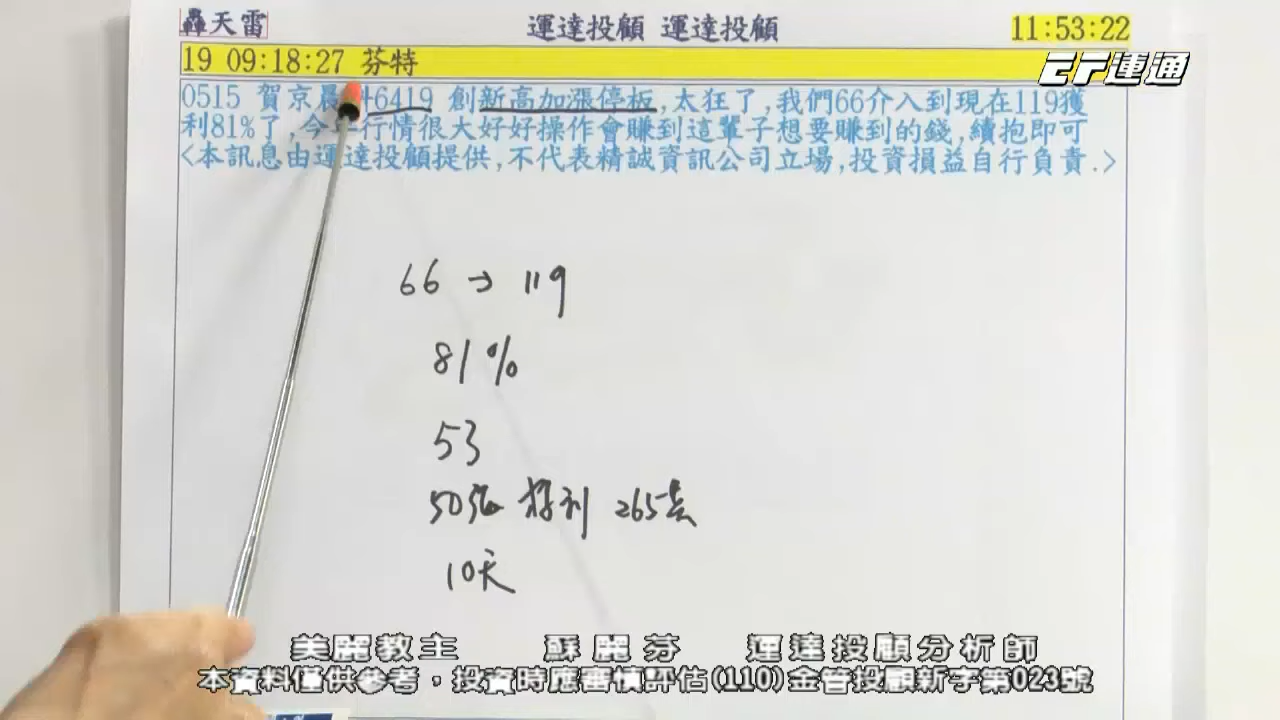 轟天雷 運達投顧 運達投顧 11:53:22
19 09:18:27 芬特
EFT運通
0515 賀京晨 6419 創新高加漲停板,太狂了,我們66介入到現在119獲
利81%了,今年行情很大好好操作會賺到這輩子想要賺到的錢,續抱即可
<本訊息由運達投顧提供,不代表精誠資訊公司立場,投資損益自行負責.>
66 → 119
81%
53
50張 獲利 265萬
10天
美麗教主 蘇麗芬 運達投顧分析師
本資料僅供參考,投資時應審慎評估(110)金管投顧新字第023號